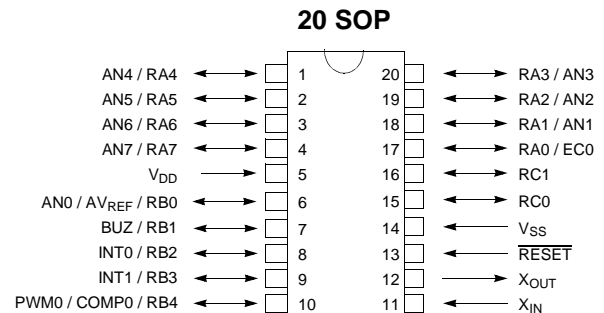 20 SOP
AN4 / RA4 1 20 RA3 / AN3
AN5 / RA5 2 19 RA2 / AN2
AN6 / RA6 3 18 RA1 / AN1
AN7 / RA7 4 17 RA0 / EC0
VDD 5 16 RC1
AN0 / AVREF / RB0 6 15 RC0
BUZ / RB1 7 14 VSS
INT0 / RB2 8 13 RESET
INT1 / RB3 9 12 XOUT
PWM0 / COMP0 / RB4 10 11 XIN